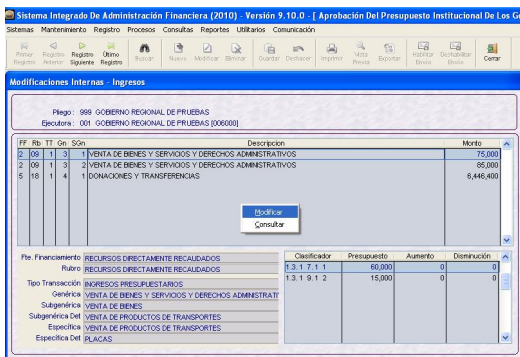 Sistema Integrado De Administración Financiera (2010) - Versión 9.10.0 - [ Aprobación Del Presupuesto Institucional De Los Go
Sistemas Mantenimiento Registro Procesos Consultas Reportes Utilitarios Comunicación
Primer Registro Registro Anterior Registro Siguiente Último Registro Buscar Nuevo Modificar Eliminar Guardar Deshacer Imprimir Vista Previa Exportar Habilitar Envio Deshabilitar Envio Cerrar
Modificaciones Internas - Ingresos
Pliego : 999 GOBIERNO REGIONAL DE PRUEBAS
Ejecutora : 001 GOBIERNO REGIONAL DE PRUEBAS [006000]
FF Rb TT Gn SGn Descripcion Monto
2 09 1 3 1 VENTA DE BIENES Y SERVICIOS Y DERECHOS ADMINISTRATIVOS 75,000
2 09 1 3 2 VENTA DE BIENES Y SERVICIOS Y DERECHOS ADMINISTRATIVOS 85,000
5 18 1 4 1 DONACIONES Y TRANSFERENCIAS 6,446,400
Modificar
Consultar
Fte. Financiamiento RECURSOS DIRECTAMENTE RECAUDADOS
Rubro RECURSOS DIRECTAMENTE RECAUDADOS
Tipo Transacción INGRESOS PRESUPUESTARIOS
Genérica VENTA DE BIENES Y SERVICIOS Y DERECHOS ADMINISTRATI
Subgenérica VENTA DE BIENES
Subgenérica Det VENTA DE PRODUCTOS DE TRANSPORTES
Específica VENTA DE PRODUCTOS DE TRANSPORTES
Específica Det PLACAS
Clasificador Presupuesto Aumento Disminución
1.3.1 7.1 1 60,000 0 0
1.3.1 9.1 2 15,000 0 0